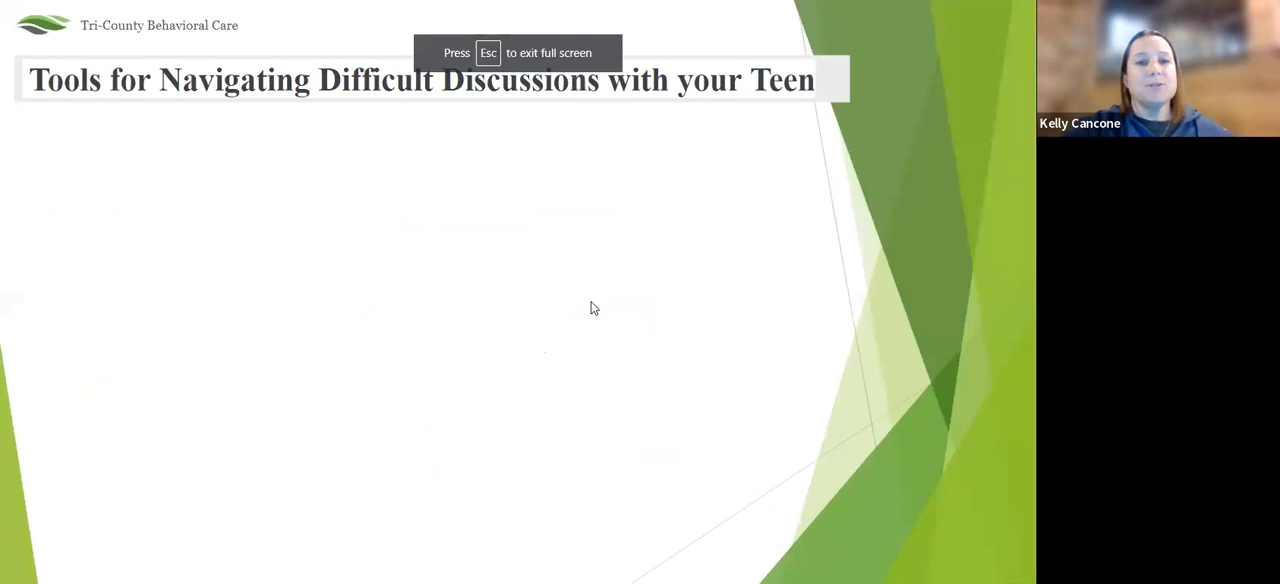 Tri-County Behavioral Care
Press Esc to exit full screen
Tools for Navigating Difficult Discussions with your Teen
Kelly Cancone